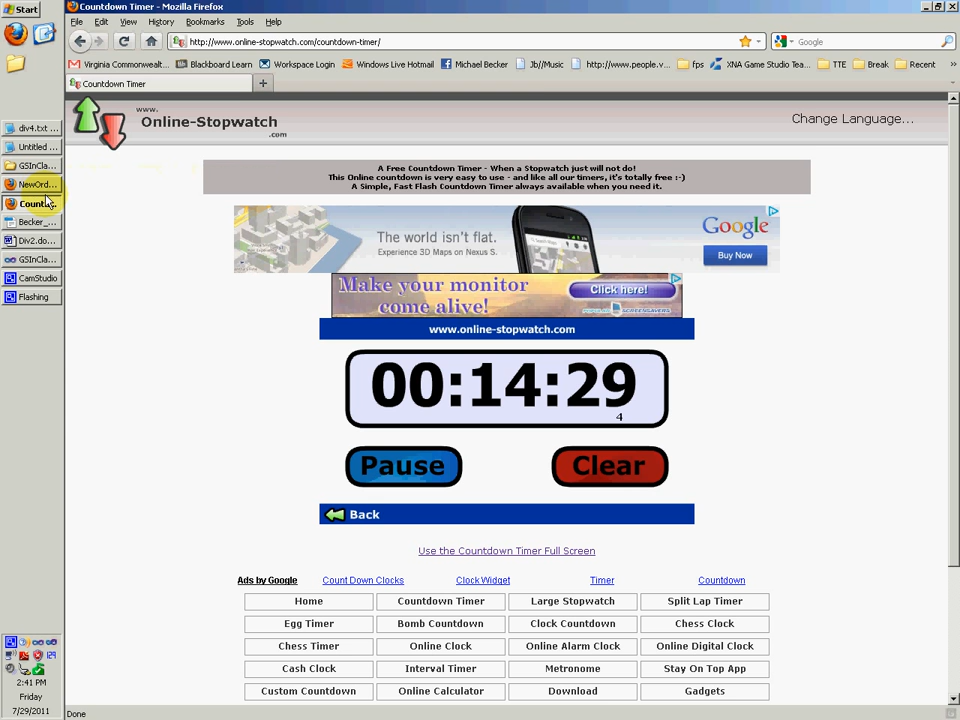 Start
Countdown Timer - Mozilla Firefox
File Edit View History Bookmarks Tools Help
http://www.online-stopwatch.com/countdown-timer/
Google
Virginia Commonwealt...
Blackboard Learn
Workspace Login
Windows Live Hotmail
Michael Becker
Jb//Music
http://www.people.v...
fps
XNA Game Studio Tea...
TTE
Break
Recent
»
Countdown Timer
+
www.
Online-Stopwatch
.com
Change Language...
A Free Countdown Timer - When a Stopwatch just will not do!
This Online countdown is very easy to use - and like all our timers, it's totally free :-)
A Simple, Fast Flash Countdown Timer always available when you need it.
The world isn't flat.
Experience 3D Maps on Nexus S.
Google
Buy Now
Make your monitor
come alive!
Click here!
POPULAR SCREENSAVERS
www.online-stopwatch.com
00:14:29
4
Pause Clear
Back
Use the Countdown Timer Full Screen
Ads by Google Count Down Clocks Clock Widget Timer Countdown
Home Countdown Timer Large Stopwatch Split Lap Timer
Egg Timer Bomb Countdown Clock Countdown Chess Clock
Chess Timer Online Clock Online Alarm Clock Online Digital Clock
Cash Clock Interval Timer Metronome Stay On Top App
Custom Countdown Online Calculator Download Gadgets
Done
div4.txt ...
Untitled ...
GSInCla...
NewOrd...
Count...
Becker_...
Div2.do...
GSInCla...
CamStudio
Flashing
2:41 PM
Friday
7/29/2011